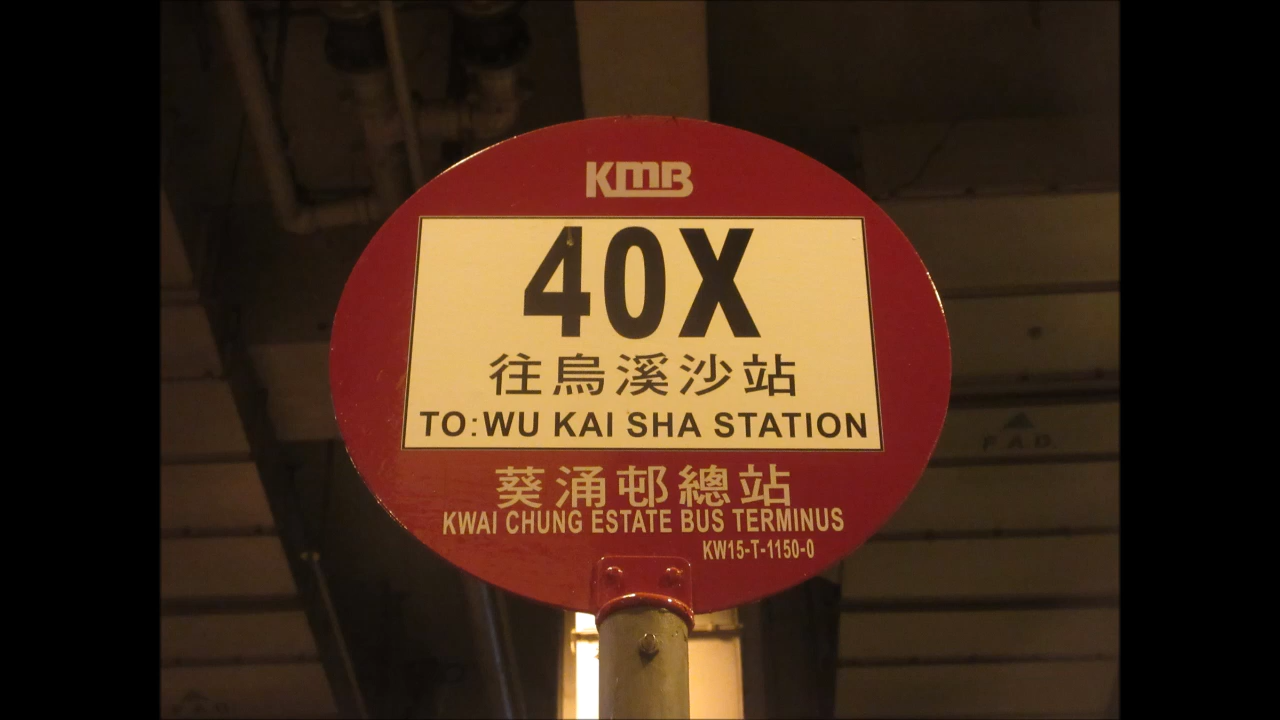 KMB
40X
往烏溪沙站
TO:WU KAI SHA STATION
葵涌邨總站
KWAI CHUNG ESTATE BUS TERMINUS
KW15-T-1150-0
F.A.D.